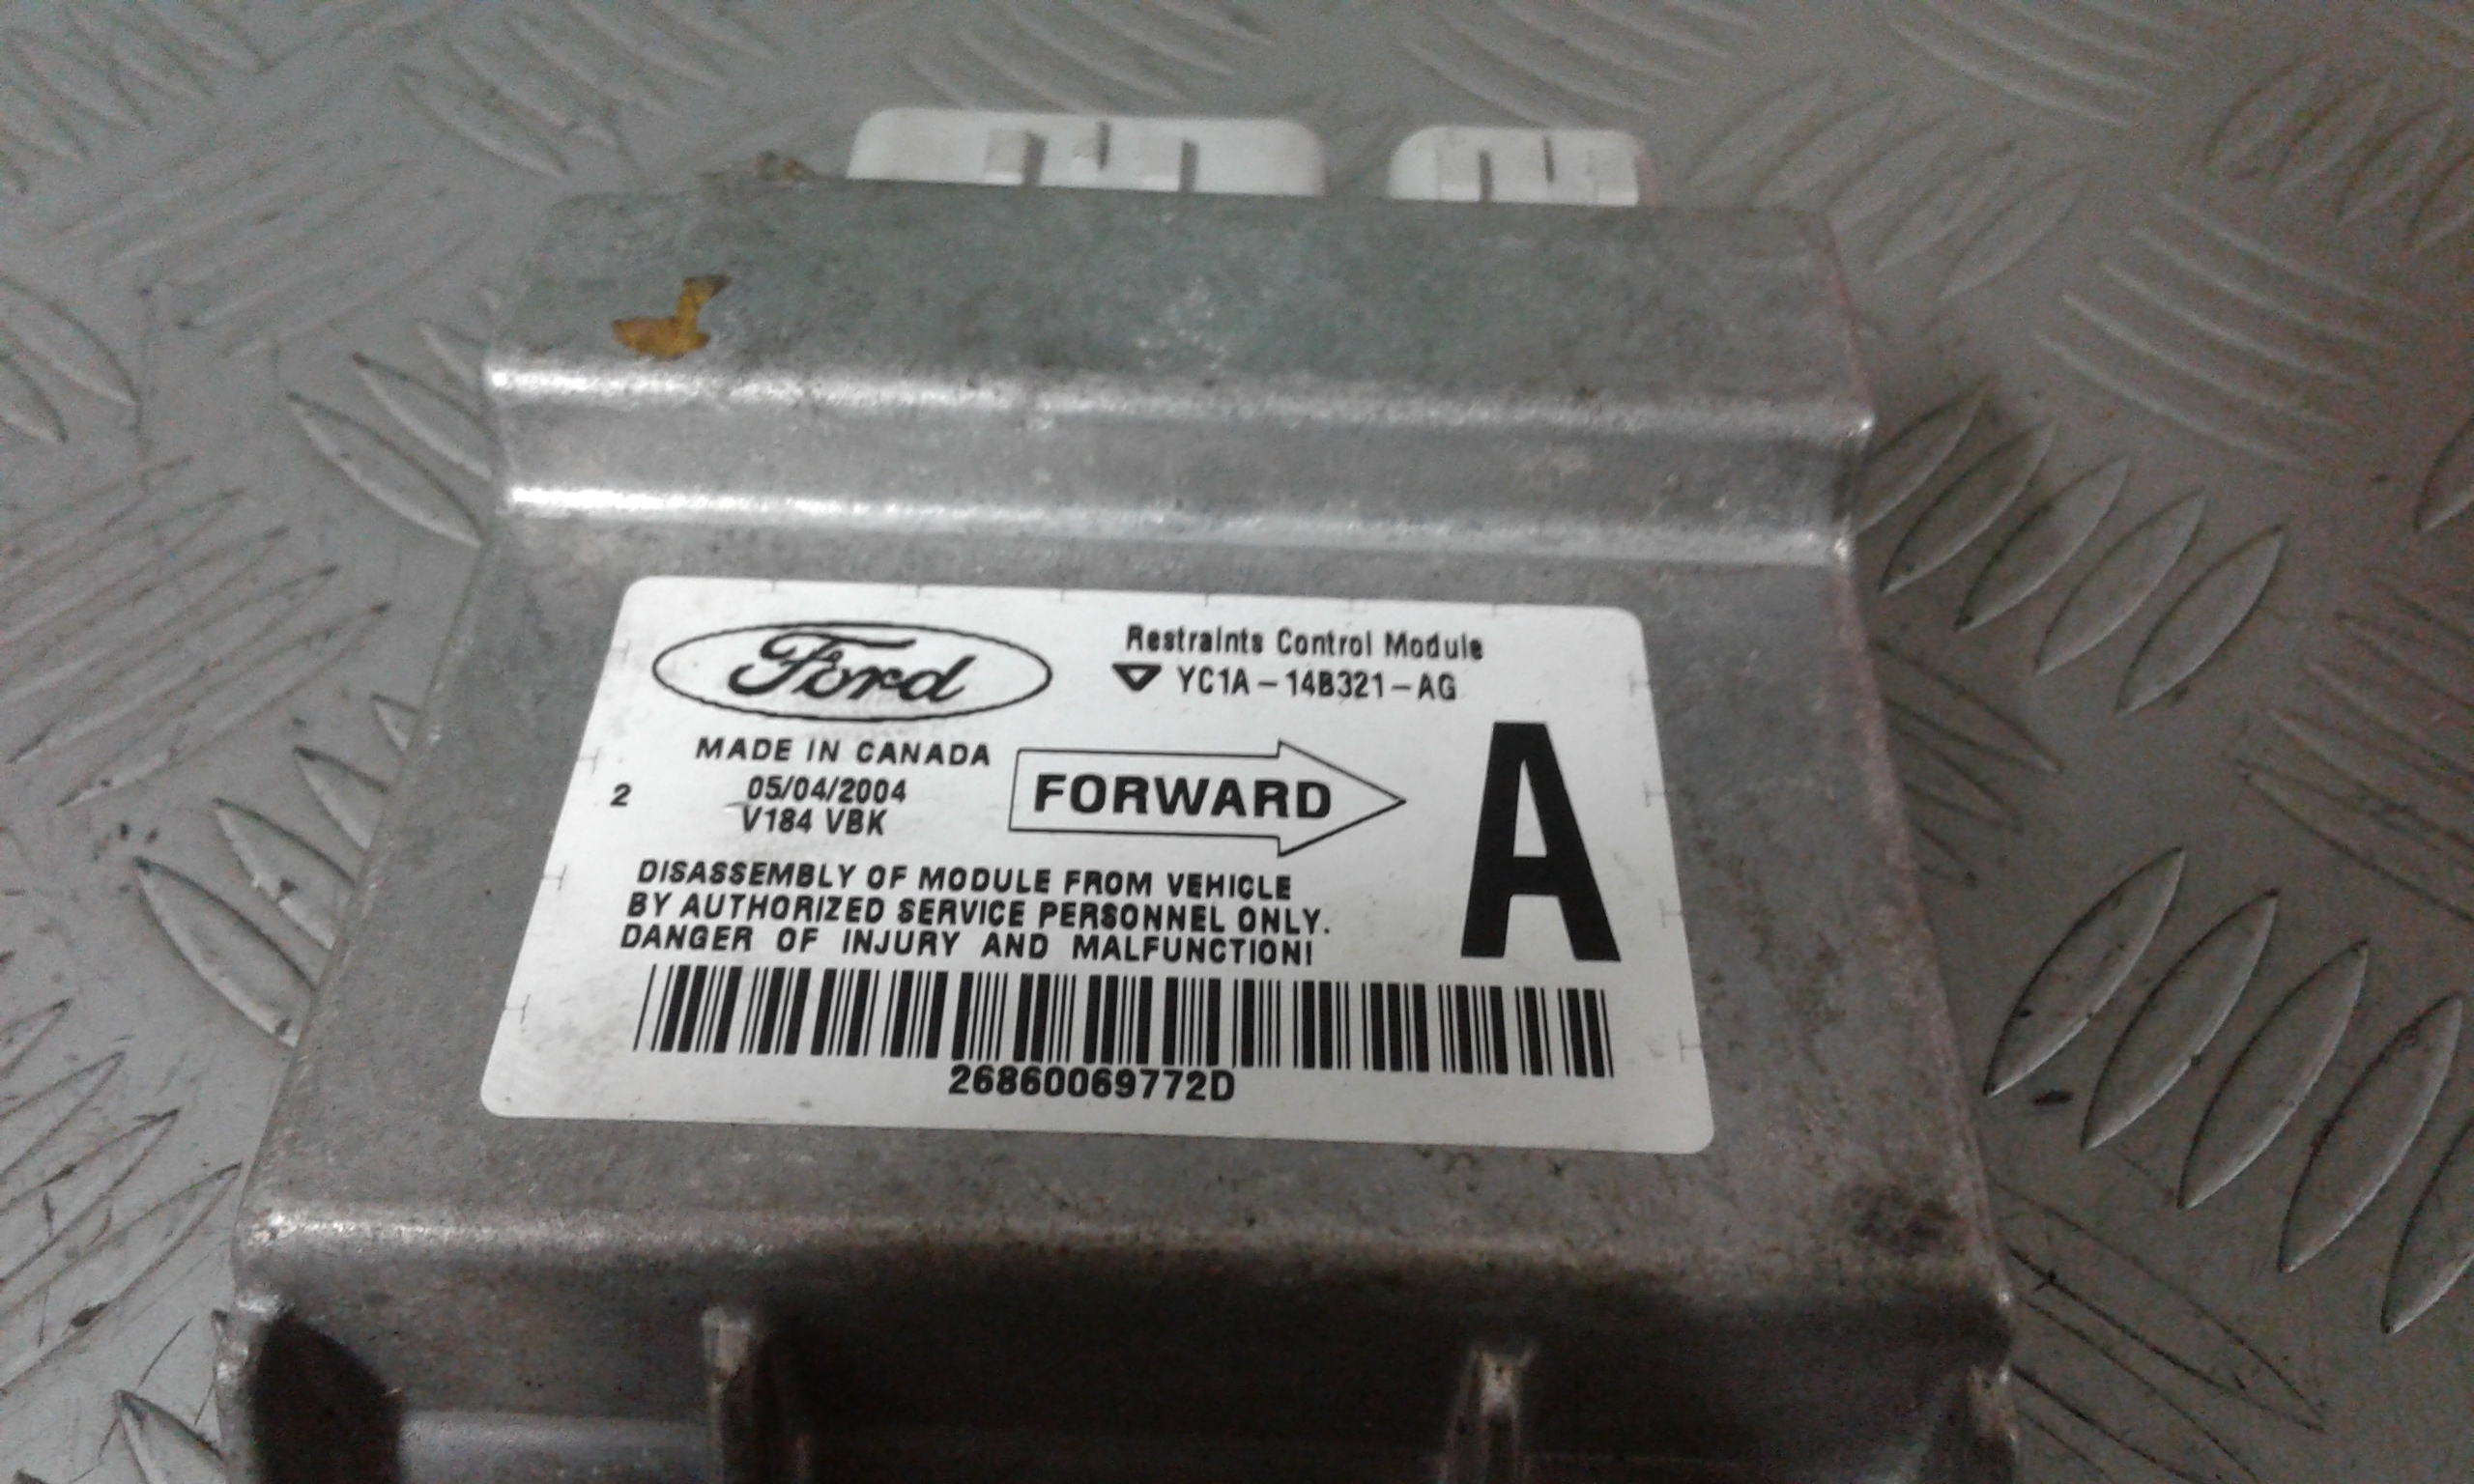 Ford
Restraints Control Module
YC1A-14B321-AG
MADE IN CANADA
05/04/2004
2
V184 VBK
FORWARD
A
DISASSEMBLY OF MODULE FROM VEHICLE
BY AUTHORIZED SERVICE PERSONNEL ONLY.
DANGER OF INJURY AND MALFUNCTION!
26860069772D